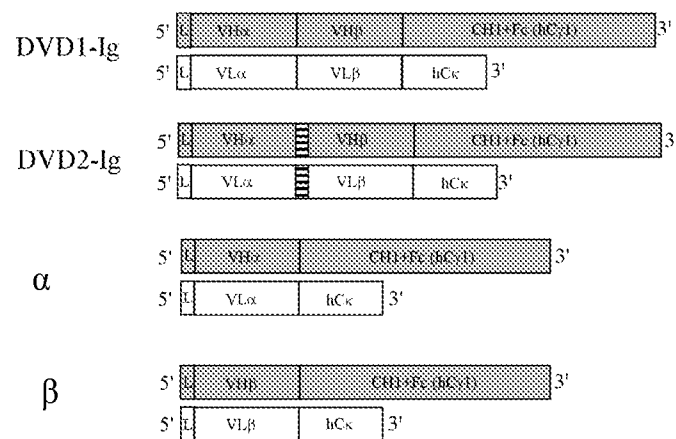 5' L VHα VHβ CH1+Fc (hCγ1) 3'
DVD1-Ig
5' L VLα VLβ hCκ 3'
5' L VHα VHβ CH1+Fc (hCγ1) 3
DVD2-Ig
5' L VLα VLβ hCκ 3'
5' L VHα CH1+Fc (hCγ1) 3'
α
5' L VLα hCκ 3'
5' L VHβ CH1+Fc (hCγ1) 3'
β
5' L VLβ hCκ 3'